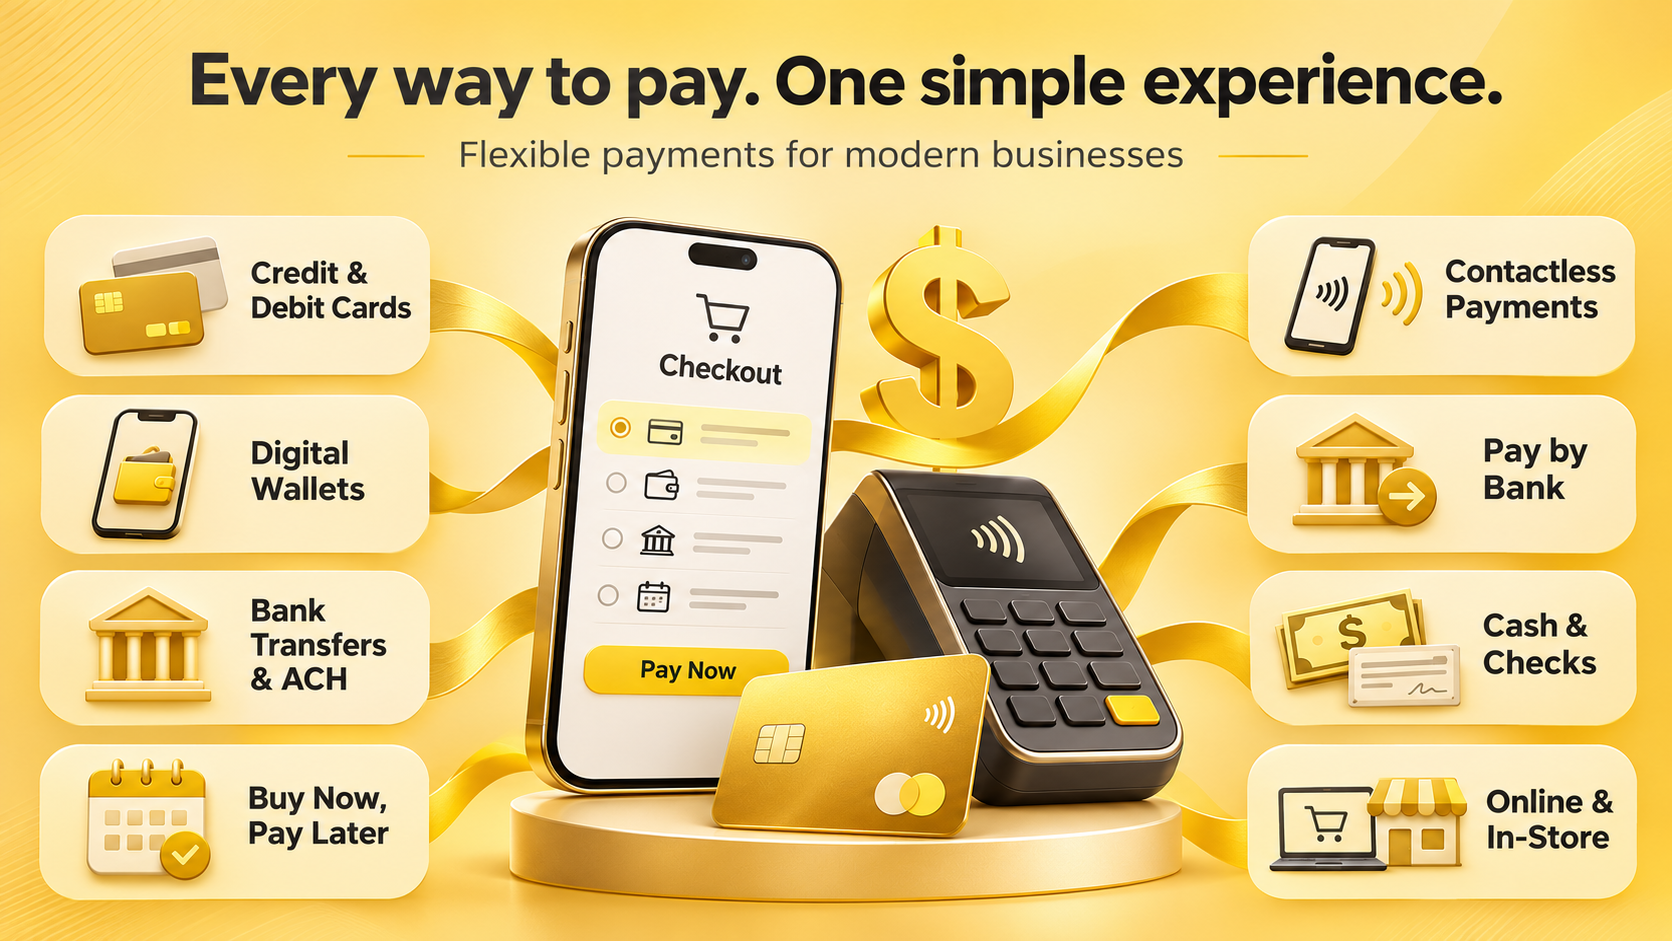 Every way to pay. One simple experience.
Flexible payments for modern businesses
Credit &
Debit Cards
Digital
Wallets
Bank
Transfers
& ACH
Buy Now,
Pay Later
Checkout
Pay Now
$
Contactless
Payments
Pay by
Bank
$
Cash &
Checks
Online &
In-Store